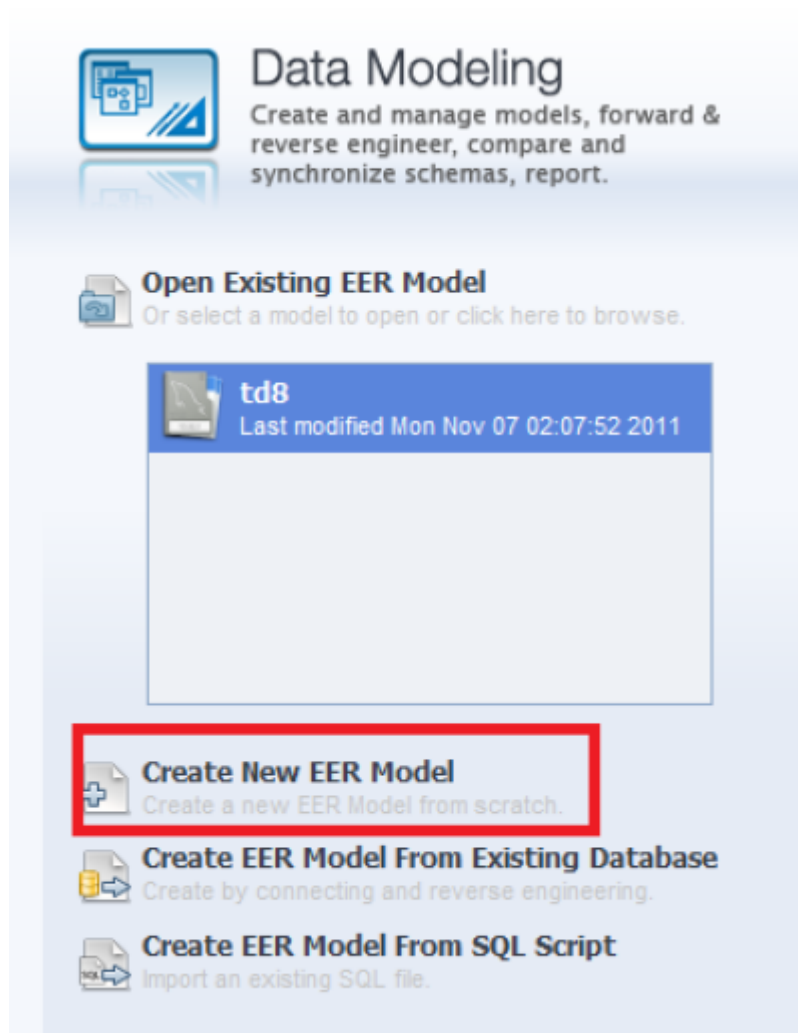 Data Modeling
Create and manage models, forward &
reverse engineer, compare and
synchronize schemas, report.
Open Existing EER Model
Or select a model to open or click here to browse.
td8
Last modified Mon Nov 07 02:07:52 2011
Create New EER Model
Create a new EER Model from scratch.
Create EER Model From Existing Database
Create by connecting and reverse engineering.
Create EER Model From SQL Script
SQL
Import an existing SQL file.